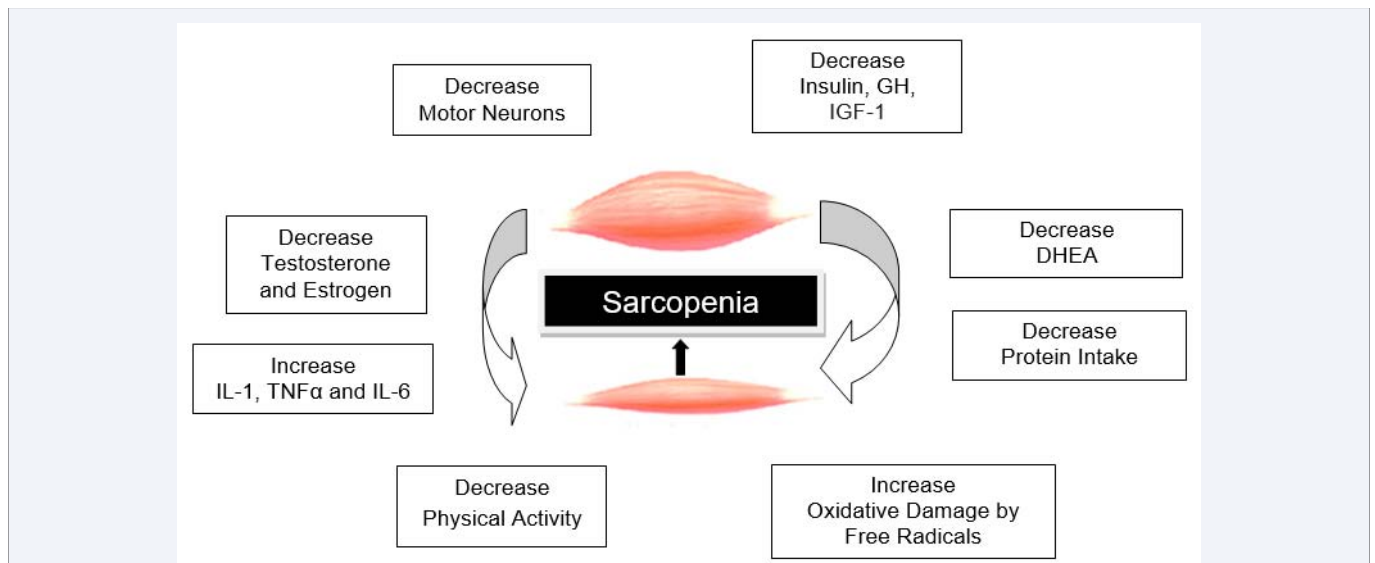 Decrease
Motor Neurons
Decrease
Insulin, GH,
IGF-1
Decrease
Testosterone
and Estrogen
Decrease
DHEA
Sarcopenia
Increase
IL-1, TNFα and IL-6
Decrease
Protein Intake
Decrease
Physical Activity
Increase
Oxidative Damage by
Free Radicals